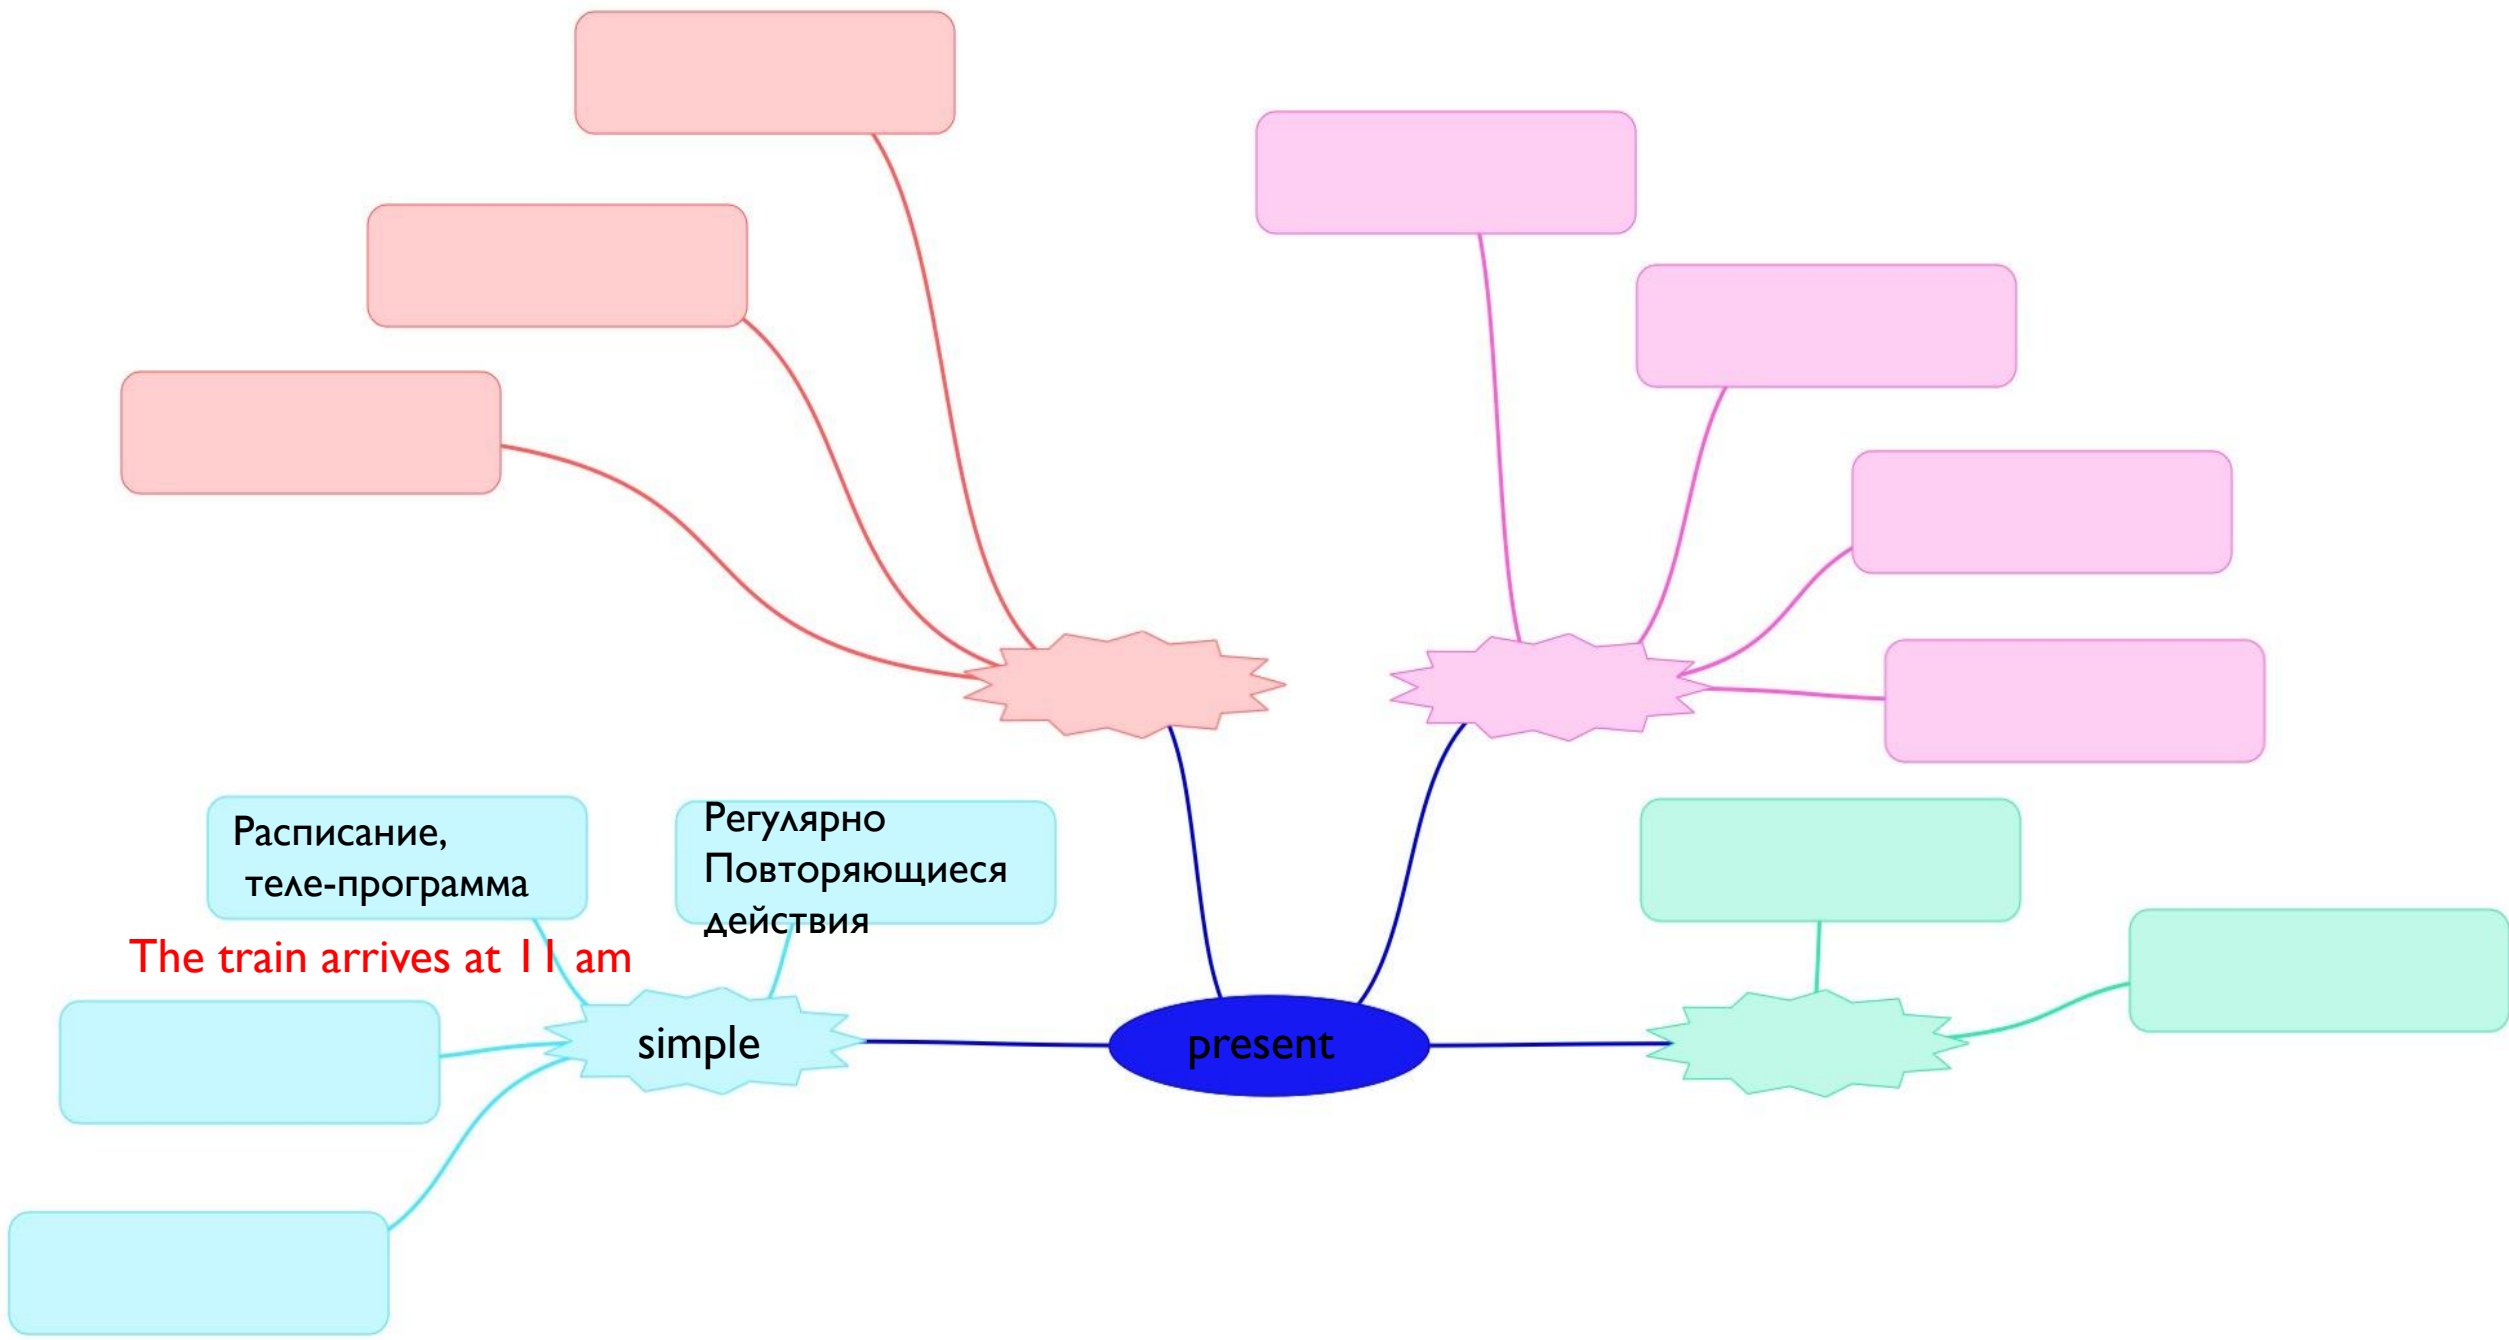 Расписание,
теле-программа
Регулярно
Повторяющиеся
действия
The train arrives at 11 am
simple
present